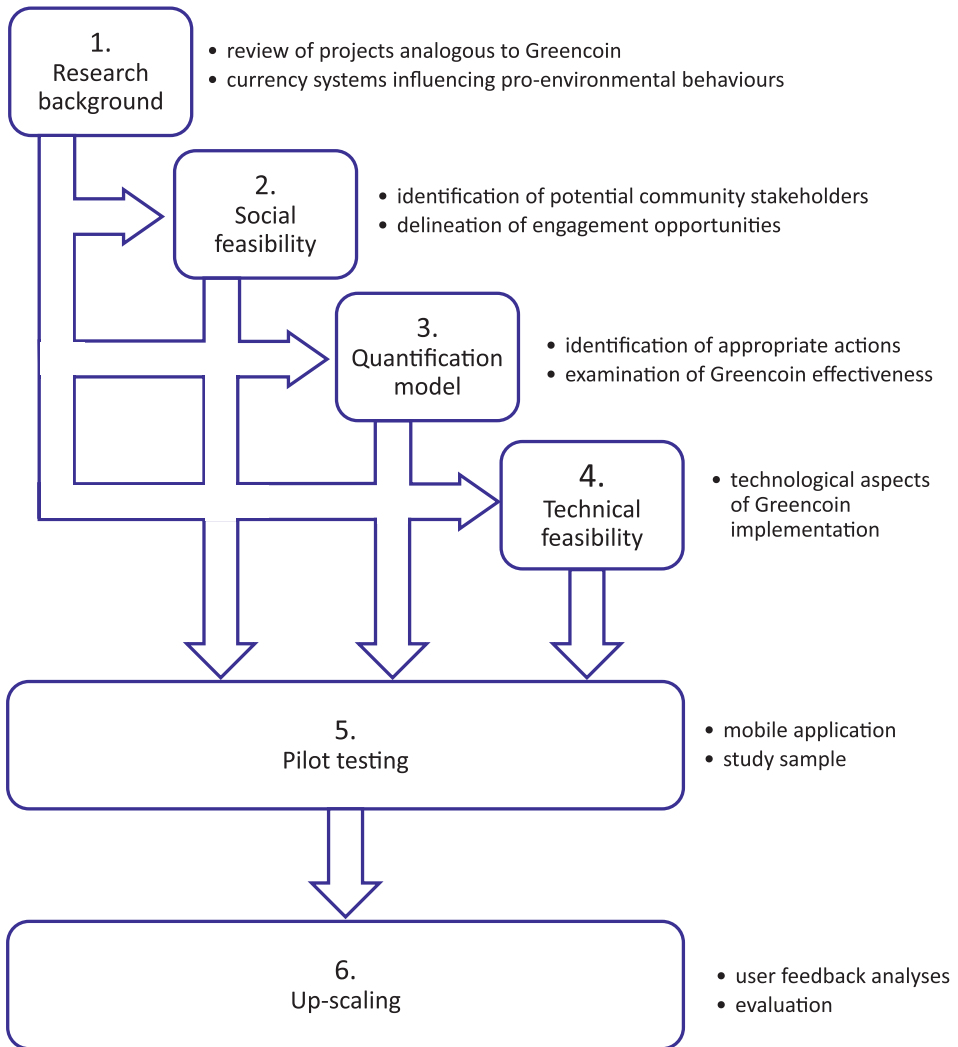 1.
Research
background
• review of projects analogous to Greencoin
• currency systems influencing pro-environmental behaviours
2.
Social
feasibility
• identification of potential community stakeholders
• delineation of engagement opportunities
3.
Quantification
model
• identification of appropriate actions
• examination of Greencoin effectiveness
4.
Technical
feasibility
• technological aspects
of Greencoin
implementation
5.
Pilot testing
• mobile application
• study sample
6.
Up-scaling
• user feedback analyses
• evaluation